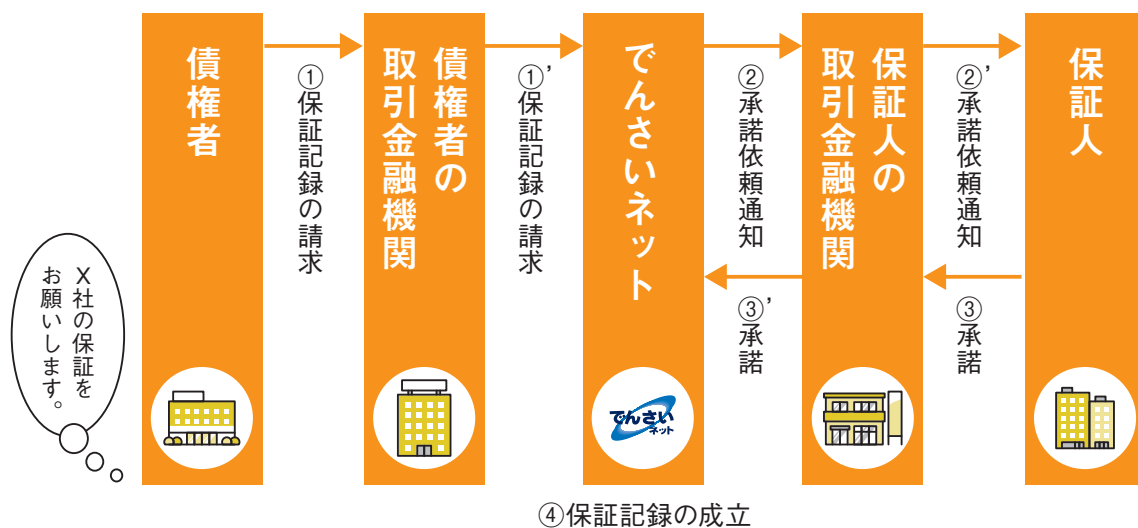 債権者
①保証記録の請求
債権者の
取引金融機関
①’保証記録の請求
でんさいネット
②承諾依頼通知
保証人の
取引金融機関
②’承諾依頼通知
保証人
③’承諾
③承諾
X社の保証を
お願いします。
でんさい
ネット
④保証記録の成立